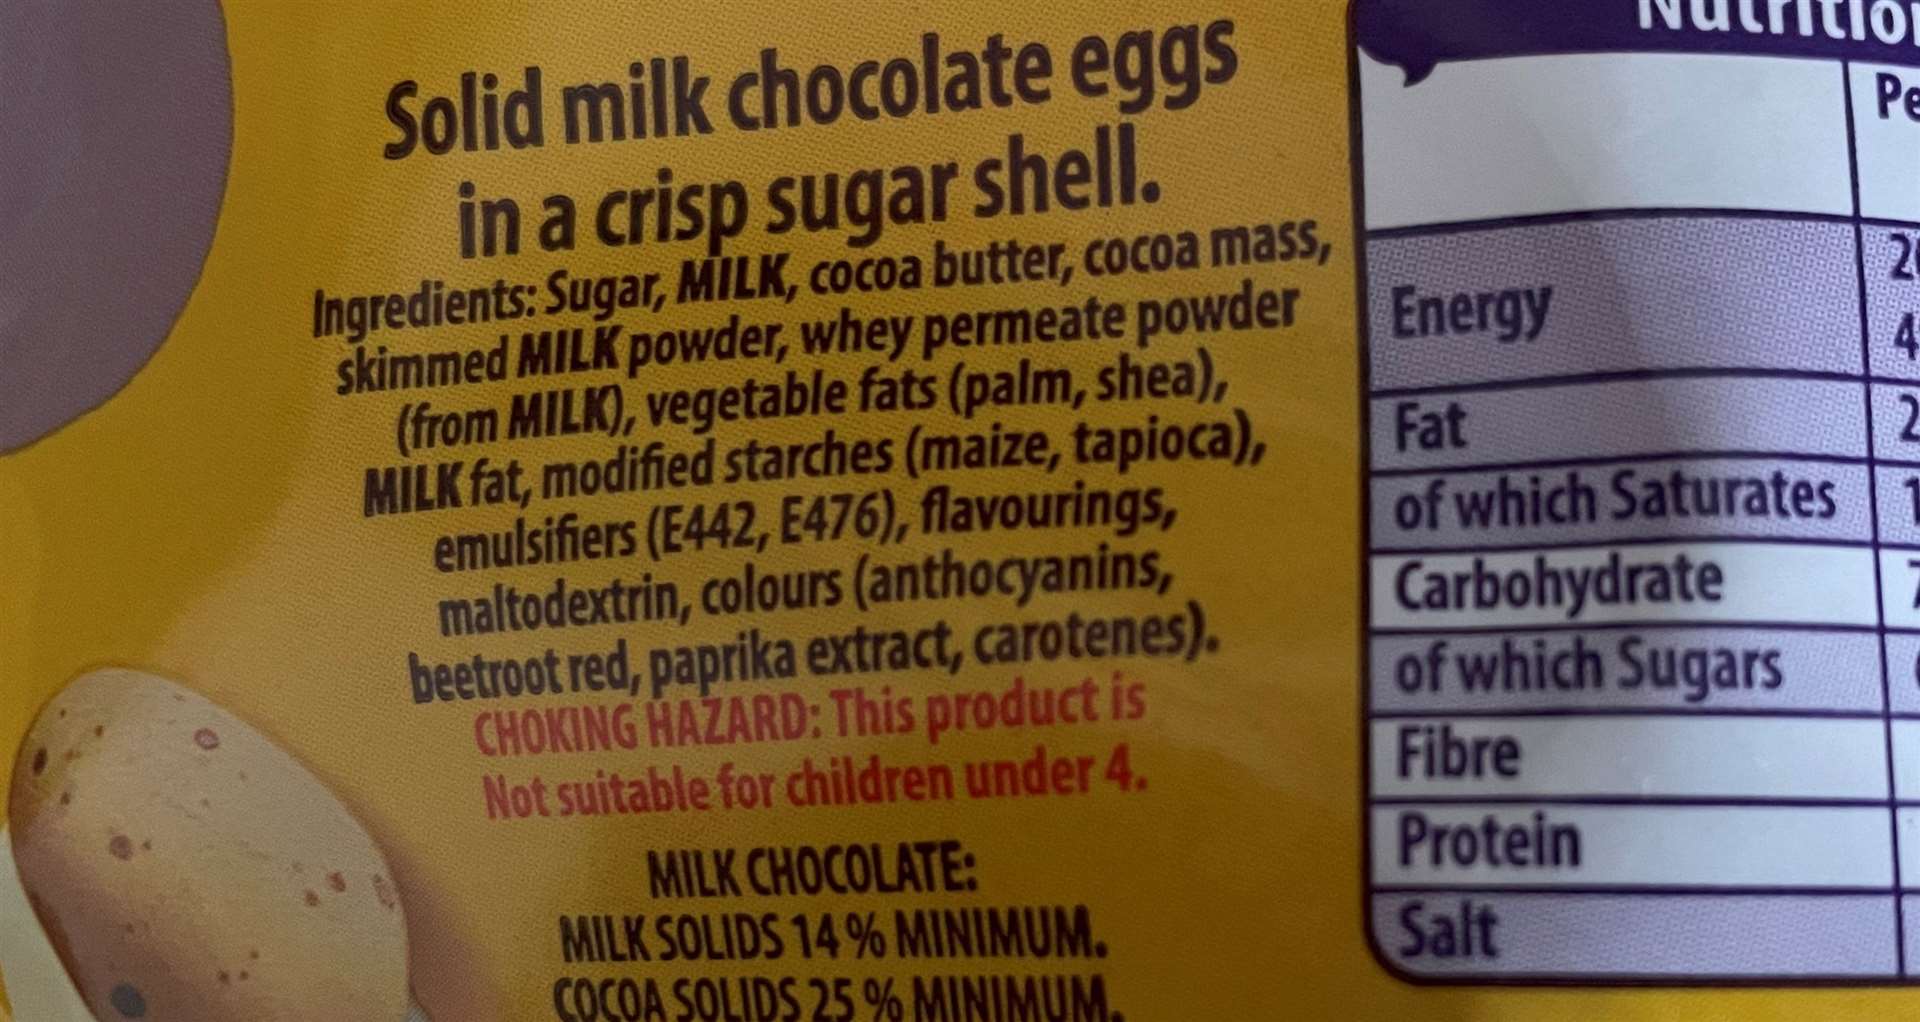 Solid milk chocolate eggs
in a crisp sugar shell.
Ingredients: Sugar, MILK, cocoa butter, cocoa mass,
skimmed MILK powder, whey permeate powder
(from MILK), vegetable fats (palm, shea),
MILK fat, modified starches (maize, tapioca),
emulsifiers (E442, E476), flavourings,
maltodextrin, colours (anthocyanins,
beetroot red, paprika extract, carotenes).
CHOKING HAZARD: This product is
Not suitable for children under 4.
MILK CHOCOLATE:
MILK SOLIDS 14 % MINIMUM.
COCOA SOLIDS 25 % MINIMUM.
Energy
Fat
of which Saturates
Carbohydrate
of which Sugars
Fibre
Protein
Salt